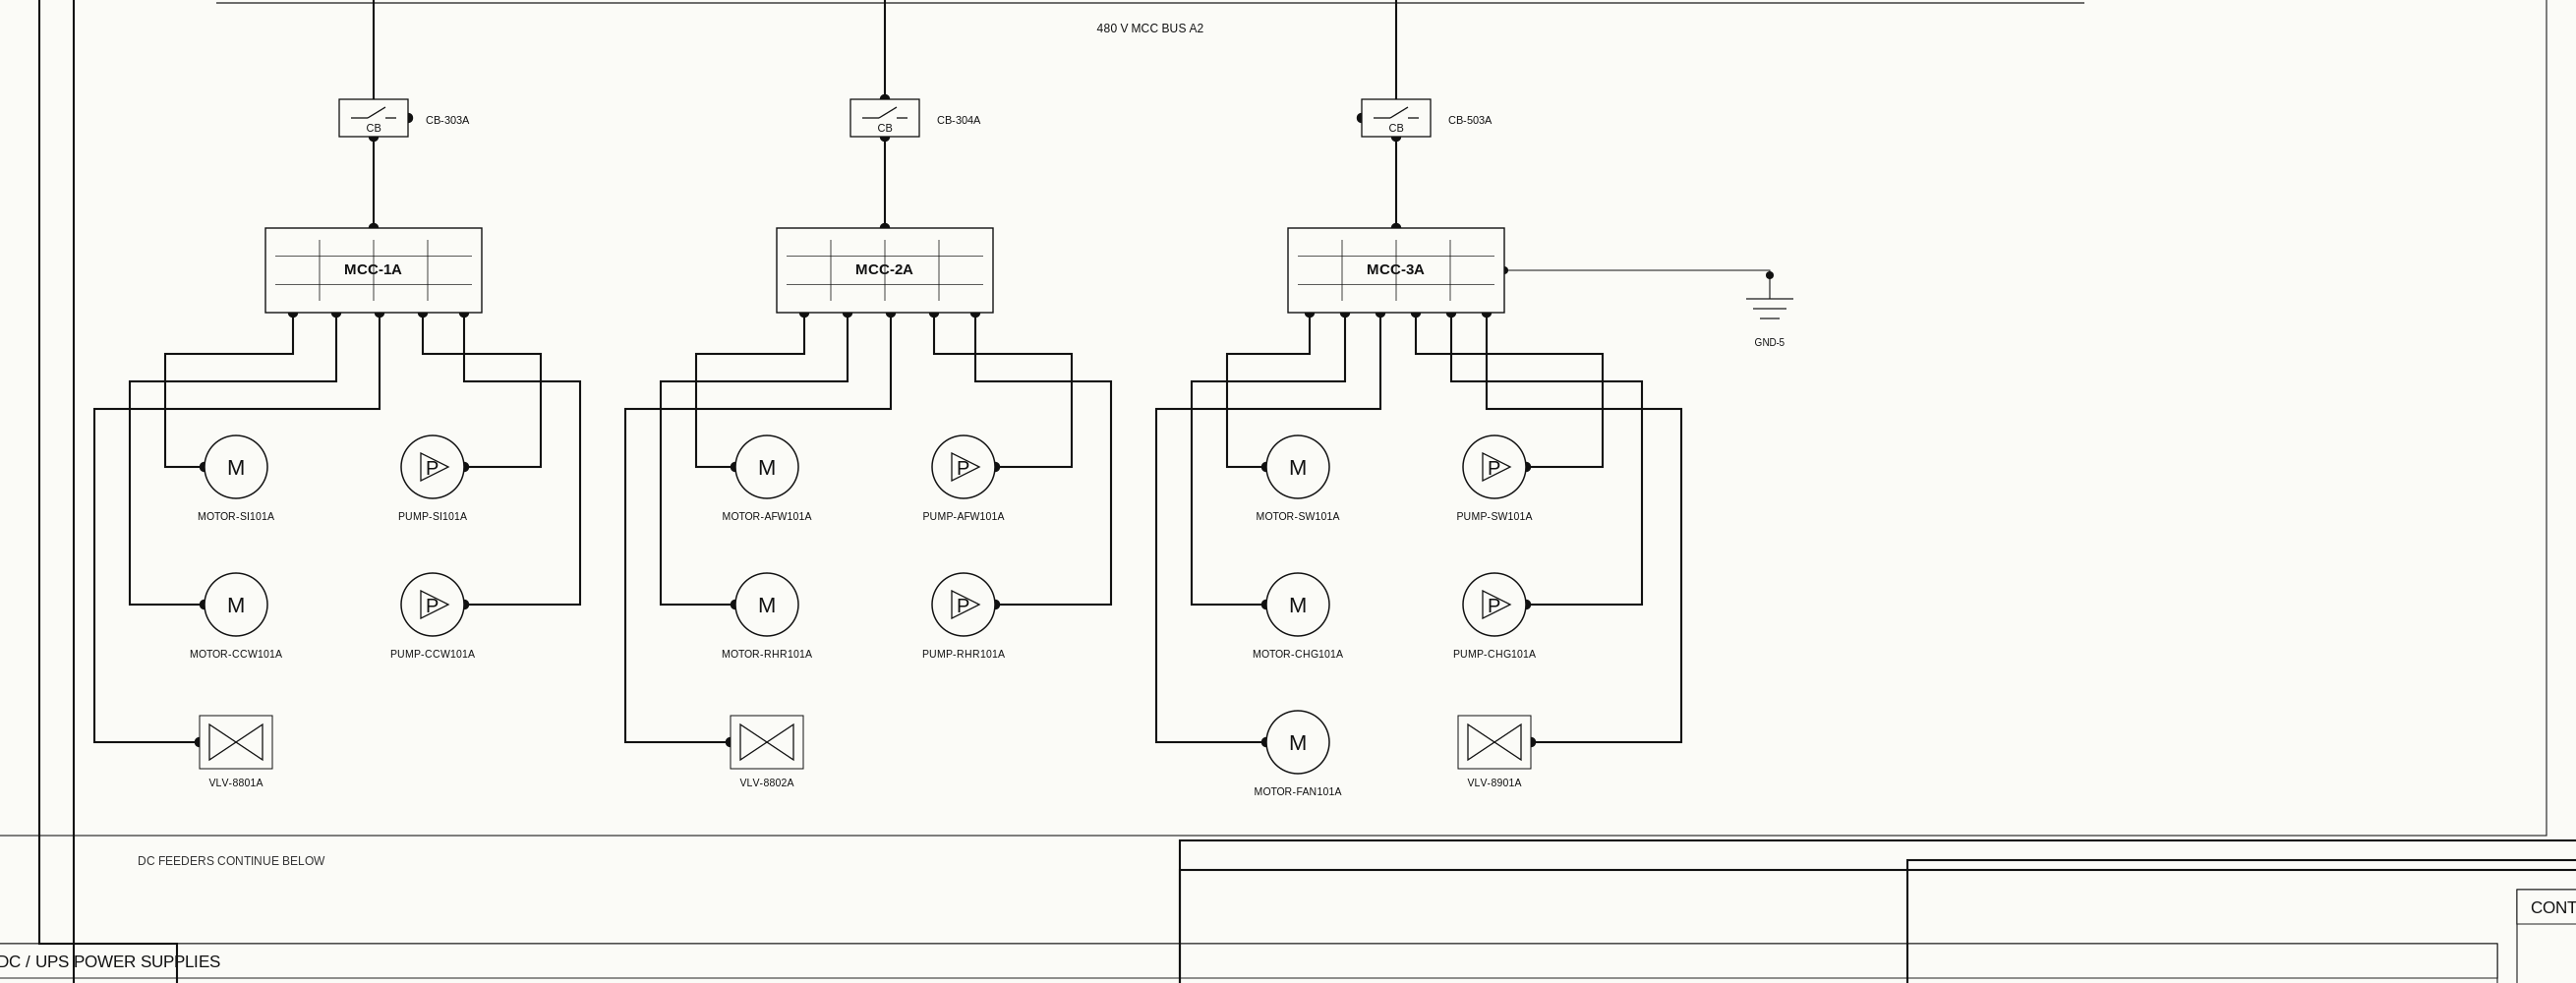 480 V MCC BUS A2
CB
CB-303A
CB
CB-304A
CB
CB-503A
MCC-1A
MCC-2A
MCC-3A
GND-5
M
P
M
P
M
P
MOTOR-SI101A
PUMP-SI101A
MOTOR-AFW101A
PUMP-AFW101A
MOTOR-SW101A
PUMP-SW101A
M
P
M
P
M
P
MOTOR-CCW101A
PUMP-CCW101A
MOTOR-RHR101A
PUMP-RHR101A
MOTOR-CHG101A
PUMP-CHG101A
M
VLV-8801A
VLV-8802A
MOTOR-FAN101A
VLV-8901A
DC FEEDERS CONTINUE BELOW
CONT
DC / UPS POWER SUPPLIES